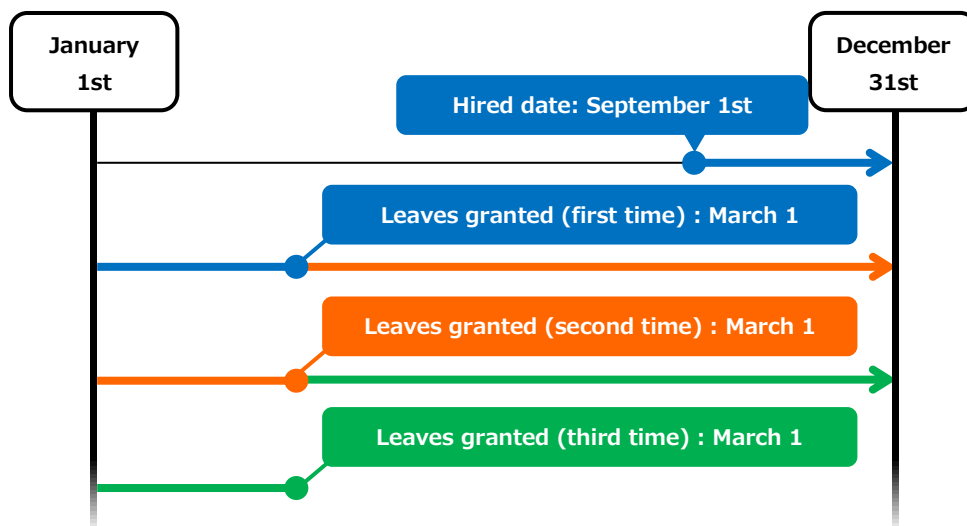 January
1st
December
31st
Hired date: September 1st
Leaves granted (first time) : March 1
Leaves granted (second time) : March 1
Leaves granted (third time) : March 1